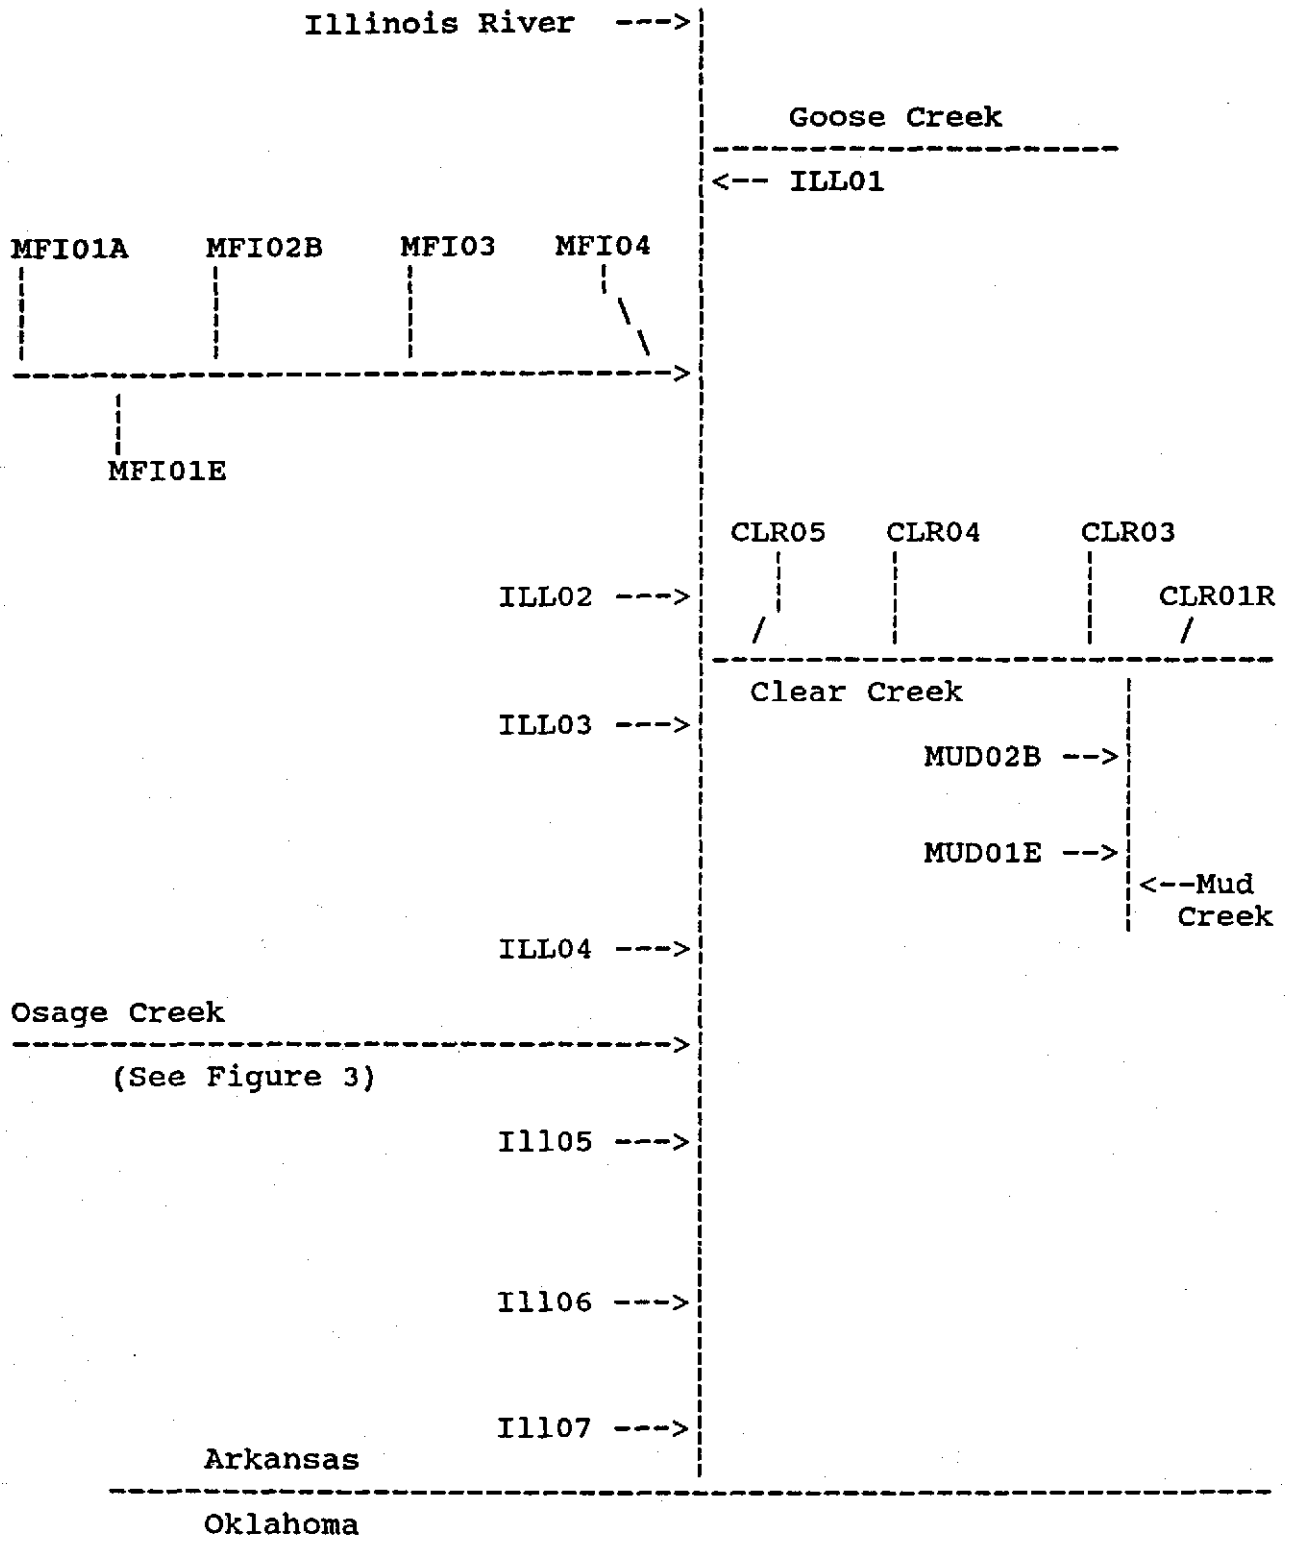 Illinois River --->
Goose Creek
<-- ILL01
MFI01A MFI02B MFI03 MFI04
MFI01E
CLR05 CLR04 CLR03
ILL02 --->
CLR01R
Clear Creek
ILL03 --->
MUD02B -->
MUD01E -->
<--Mud
Creek
ILL04 --->
Osage Creek
(See Figure 3)
Ill05 --->
Ill06 --->
Ill07 --->
Arkansas
Oklahoma